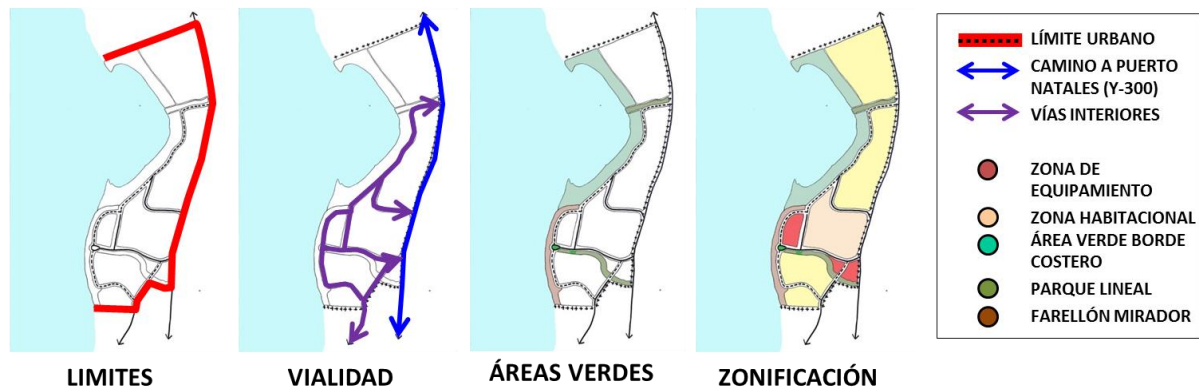 LÍMITE URBANO
CAMINO A PUERTO
NATALES (Y-300)
VÍAS INTERIORES
ZONA DE
EQUIPAMIENTO
ZONA HABITACIONAL
ÁREA VERDE BORDE
COSTERO
PARQUE LINEAL
FARELLÓN MIRADOR
LIMITES
VIALIDAD
ÁREAS VERDES
ZONIFICACIÓN